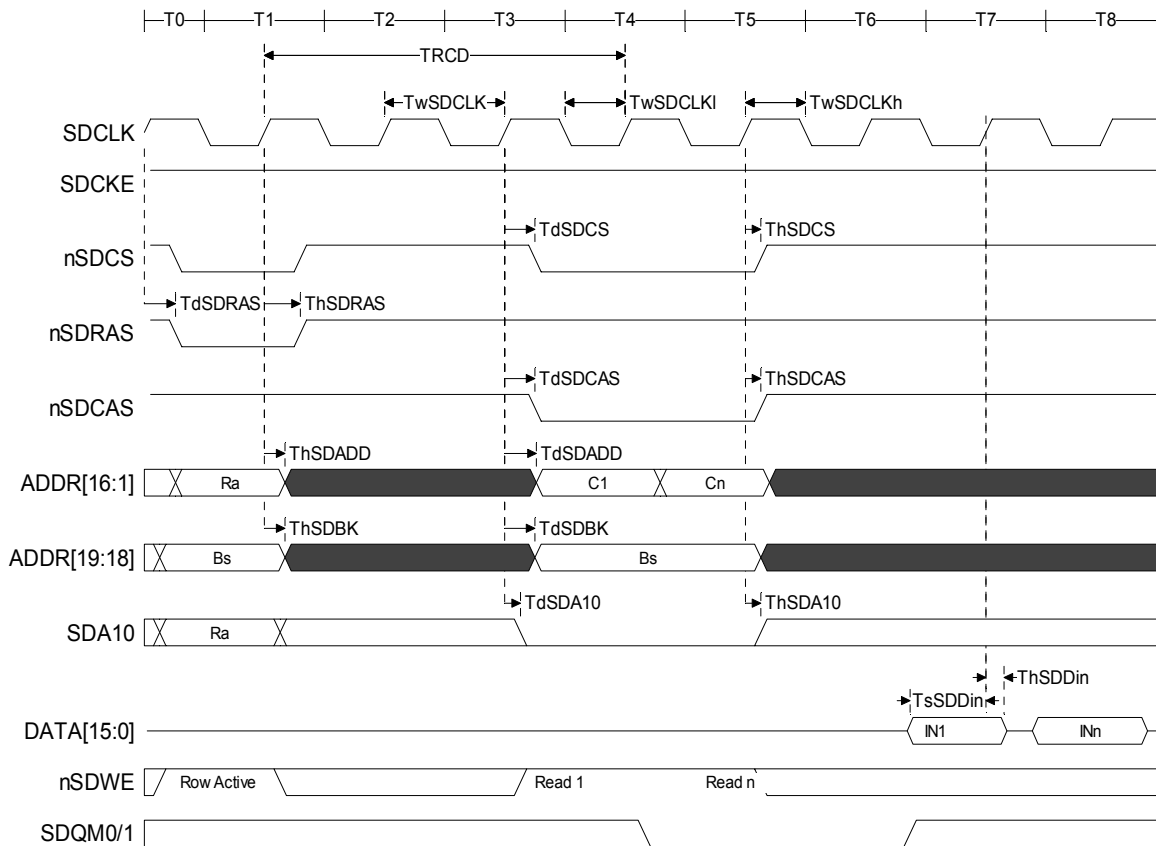 T0 T1 T2 T3 T4 T5 T6 T7 T8
TRCD
TwSDCLK TwSDCLKl TwSDCLKh
SDCLK
SDCKE
TdSDCS ThSDCS
nSDCS
TdSDRAS ThSDRAS
nSDRAS
TdSDCAS ThSDCAS
nSDCAS
ThSDADD TdSDADD
ADDR[16:1] Ra C1 Cn
ThSDBK TdSDBK
ADDR[19:18] Bs Bs
TdSDA10 ThSDA10
SDA10 Ra
ThSDDin
TsSDDin
DATA[15:0] IN1 INn
nSDWE Row Active Read 1 Read n
SDQM0/1